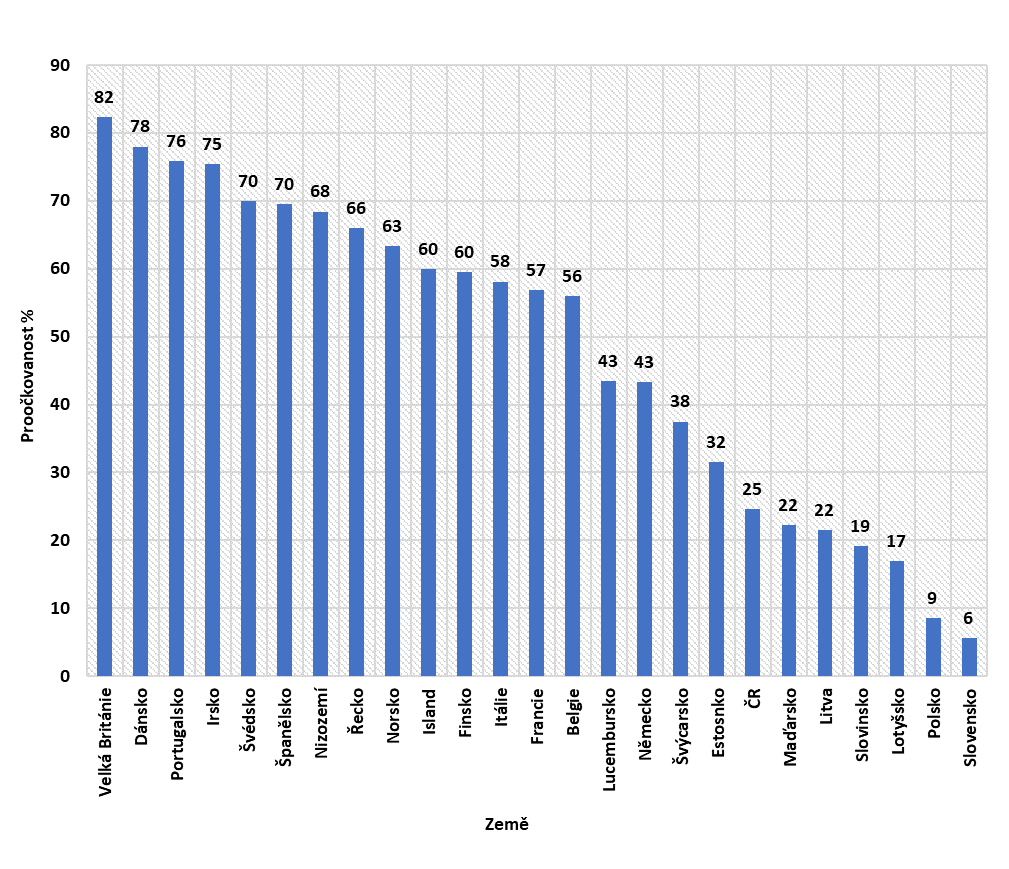 90
80
70
60
50
40
30
20
10
0
Proočkovanost %
82
78
76
75
70
70
68
66
63
60
60
58
57
56
43
43
38
32
25
22
22
19
17
9
6
Velká Británie
Dánsko
Portugalsko
Irsko
Švédsko
Španělsko
Nizozemí
Řecko
Norsko
Island
Finsko
Itálie
Francie
Belgie
Lucembursko
Německo
Švýcarsko
Estosnko
ČR
Maďarsko
Litva
Slovinsko
Lotyšsko
Polsko
Slovensko
Země